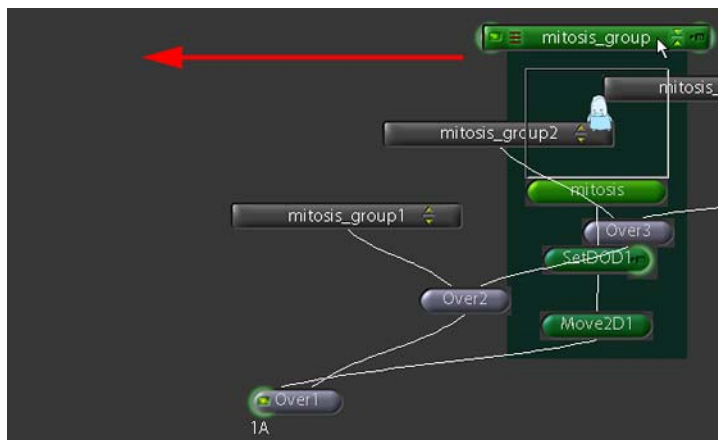 mitosis_group
mitosis_
mitosis_group2
mitosis
mitosis_group1
Over3
SetDOD1
Over2
Move2D1
Over1
1A